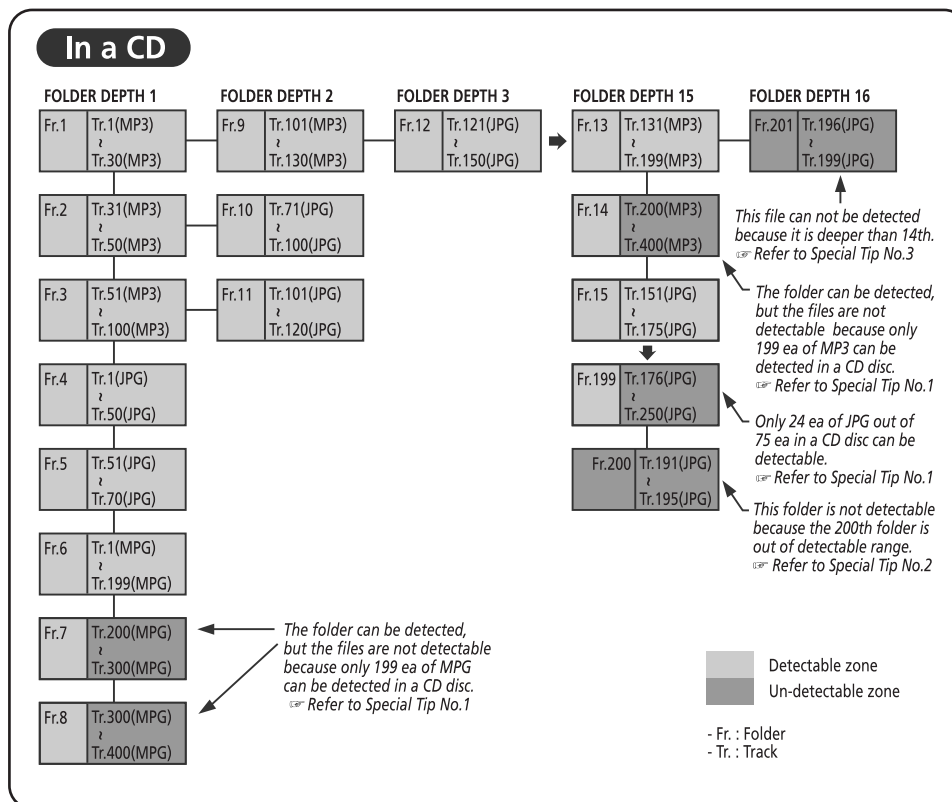 In a CD
FOLDER DEPTH 1
Fr.1
Tr.1(MP3)
~
Tr.30(MP3)
Fr.2
Tr.31(MP3)
~
Tr.50(MP3)
Fr.3
Tr.51(MP3)
~
Tr.100(MP3)
Fr.4
Tr.1(JPG)
~
Tr.50(JPG)
Fr.5
Tr.51(JPG)
~
Tr.70(JPG)
Fr.6
Tr.1(MPG)
~
Tr.199(MPG)
Fr.7
Tr.200(MPG)
~
Tr.300(MPG)
Fr.8
Tr.300(MPG)
~
Tr.400(MPG)
FOLDER DEPTH 2
Fr.9
Tr.101(MP3)
~
Tr.130(MP3)
Fr.10
Tr.71(JPG)
~
Tr.100(JPG)
Fr.11
Tr.101(JPG)
~
Tr.120(JPG)
The folder can be detected,
but the files are not detectable
because only 199 ea of MPG
can be detected in a CD disc.
☞ Refer to Special Tip No.1
FOLDER DEPTH 3
Fr.12
Tr.121(JPG)
~
Tr.150(JPG)
FOLDER DEPTH 15
Fr.13
Tr.131(MP3)
~
Tr.199(MP3)
Fr.14
Tr.200(MP3)
~
Tr.400(MP3)
Fr.15
Tr.151(JPG)
~
Tr.175(JPG)
Fr.199
Tr.176(JPG)
~
Tr.250(JPG)
Fr.200
Tr.191(JPG)
~
Tr.195(JPG)
FOLDER DEPTH 16
Fr.201
Tr.196(JPG)
~
Tr.199(JPG)
This file can not be detected
because it is deeper than 14th.
☞ Refer to Special Tip No.3
The folder can be detected,
but the files are not
detectable because only
199 ea of MP3 can be
detected in a CD disc.
☞ Refer to Special Tip No.1
Only 24 ea of JPG out of
75 ea in a CD disc can be
detectable.
☞ Refer to Special Tip No.1
This folder is not detectable
because the 200th folder is
out of detectable range.
☞ Refer to Special Tip No.2
Detectable zone
Un-detectable zone
- Fr. : Folder
- Tr. : Track